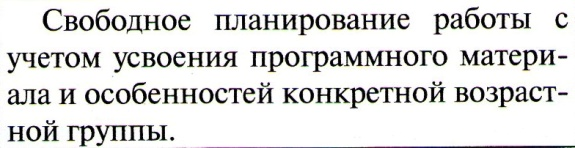 Свободное планирование работы с
учетом усвоения программного матери-
ала и особенностей конкретной возраст-
ной группы.